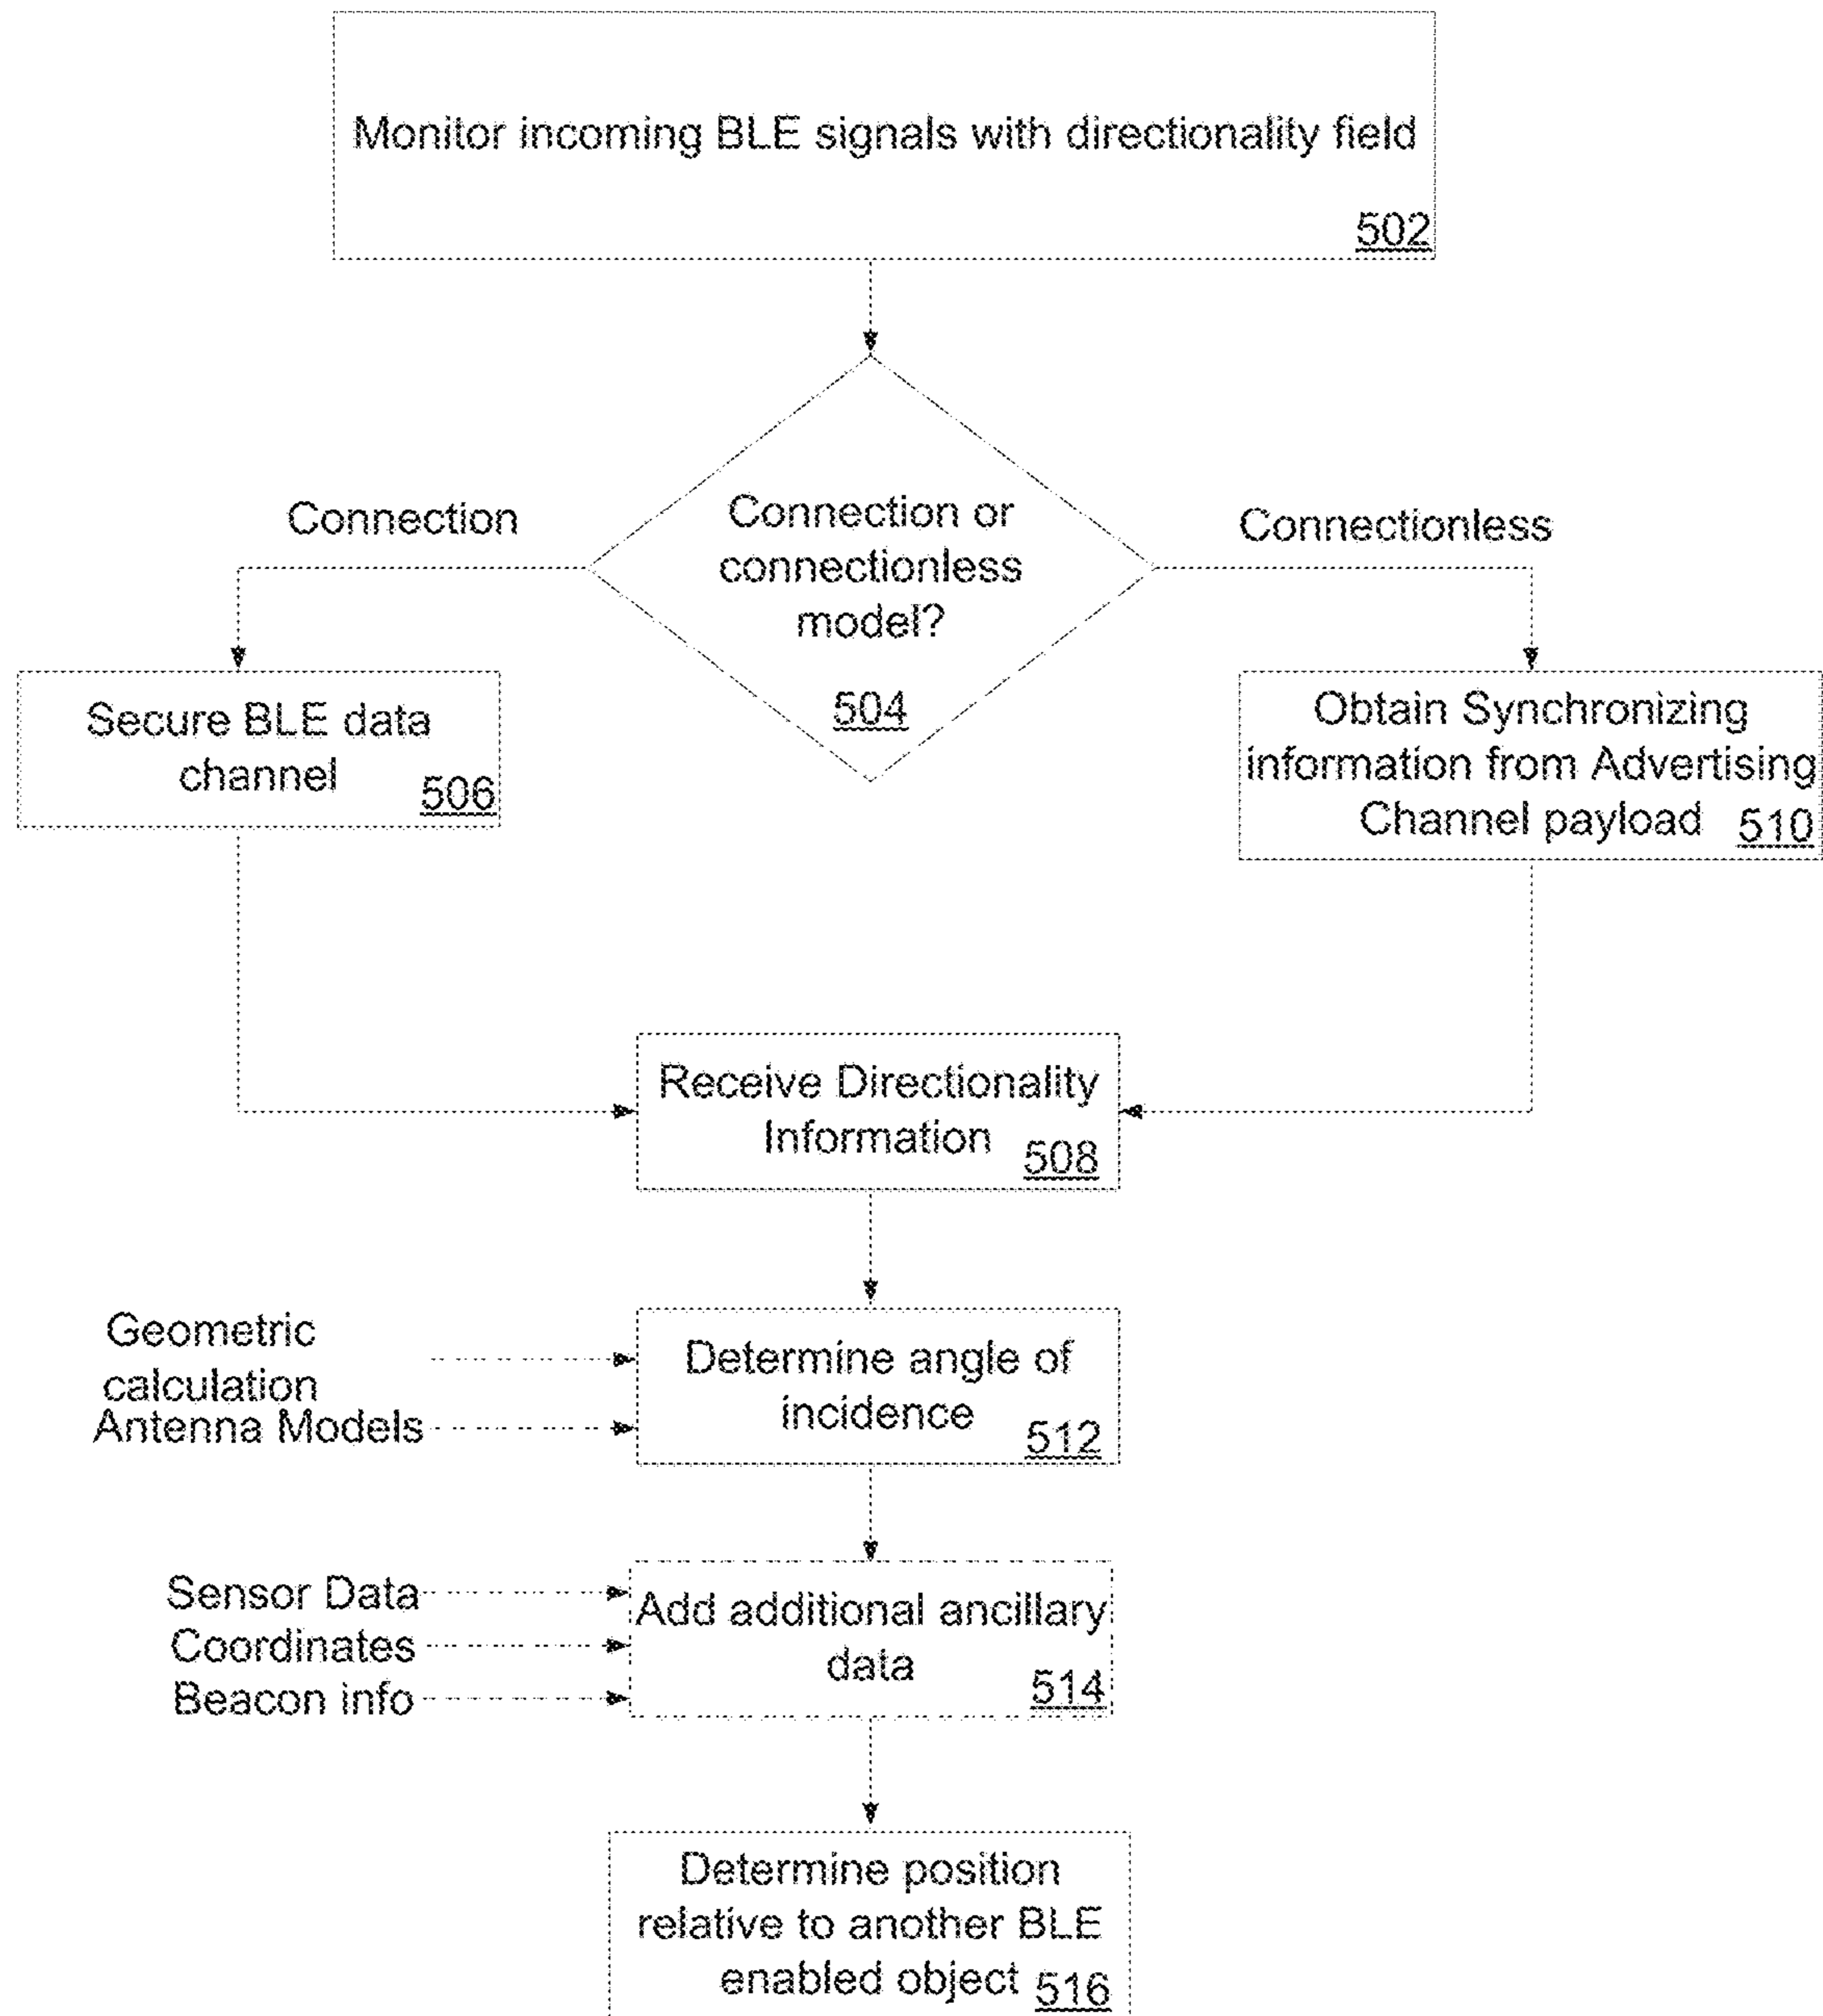 Monitor incoming BLE signals with directionality field
502
Connection or
connectionless
model?
504
Connection
Connectionless
Secure BLE data
channel
506
Obtain Synchronizing
information from Advertising
Channel payload 510
Receive Directionality
Information
508
Geometric
calculation
Antenna Models
Determine angle of
incidence
512
Sensor Data
Coordinates
Beacon info
Add additional ancillary
data
514
Determine position
relative to another BLE
enabled object 516